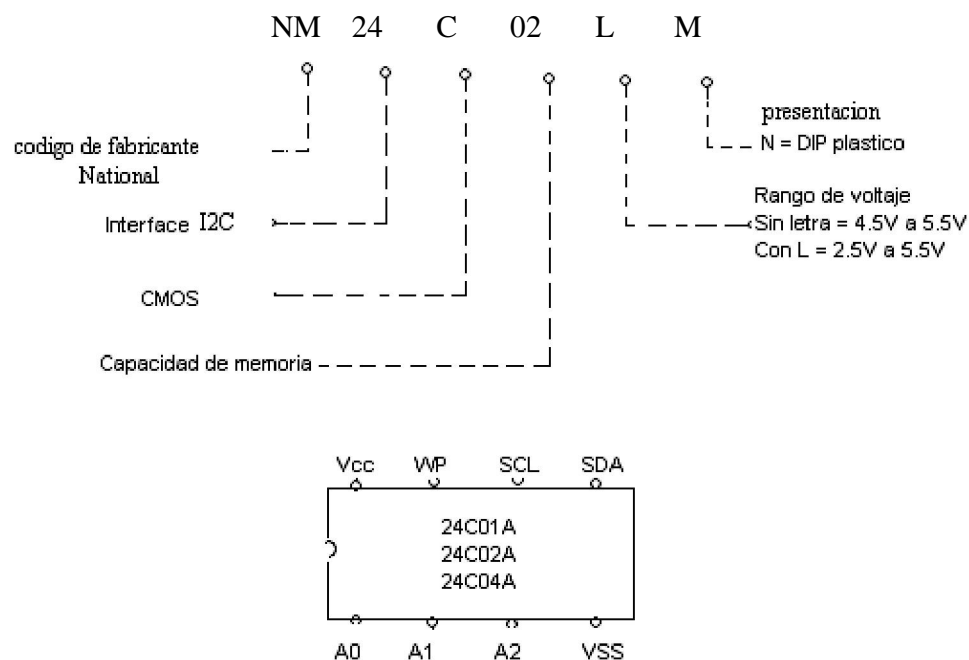 NM 24 C 02 L M
codigo de fabricante
National
Interface I2C
CMOS
Capacidad de memoria
presentacion
N = DIP plastico
Rango de voltaje
Sin letra = 4.5V a 5.5V
Con L = 2.5V a 5.5V
Vcc WP SCL SDA
24C01A
24C02A
24C04A
A0 A1 A2 VSS